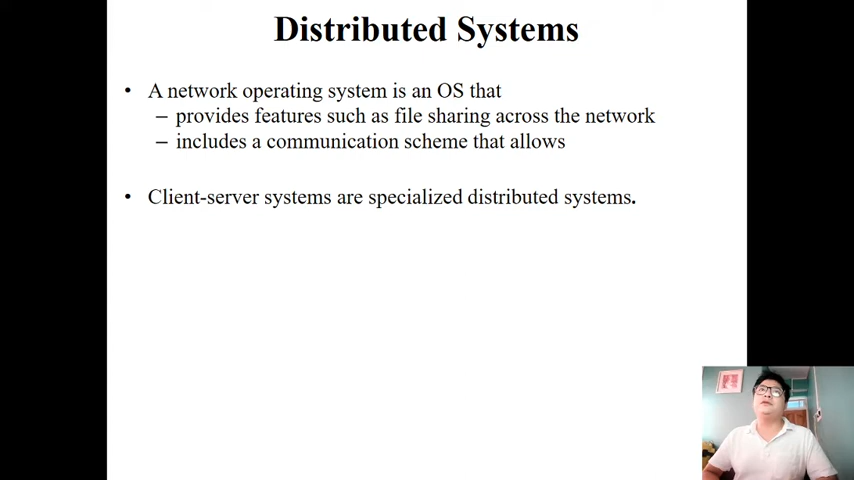 Distributed Systems
• A network operating system is an OS that
– provides features such as file sharing across the network
– includes a communication scheme that allows
• Client-server systems are specialized distributed systems.